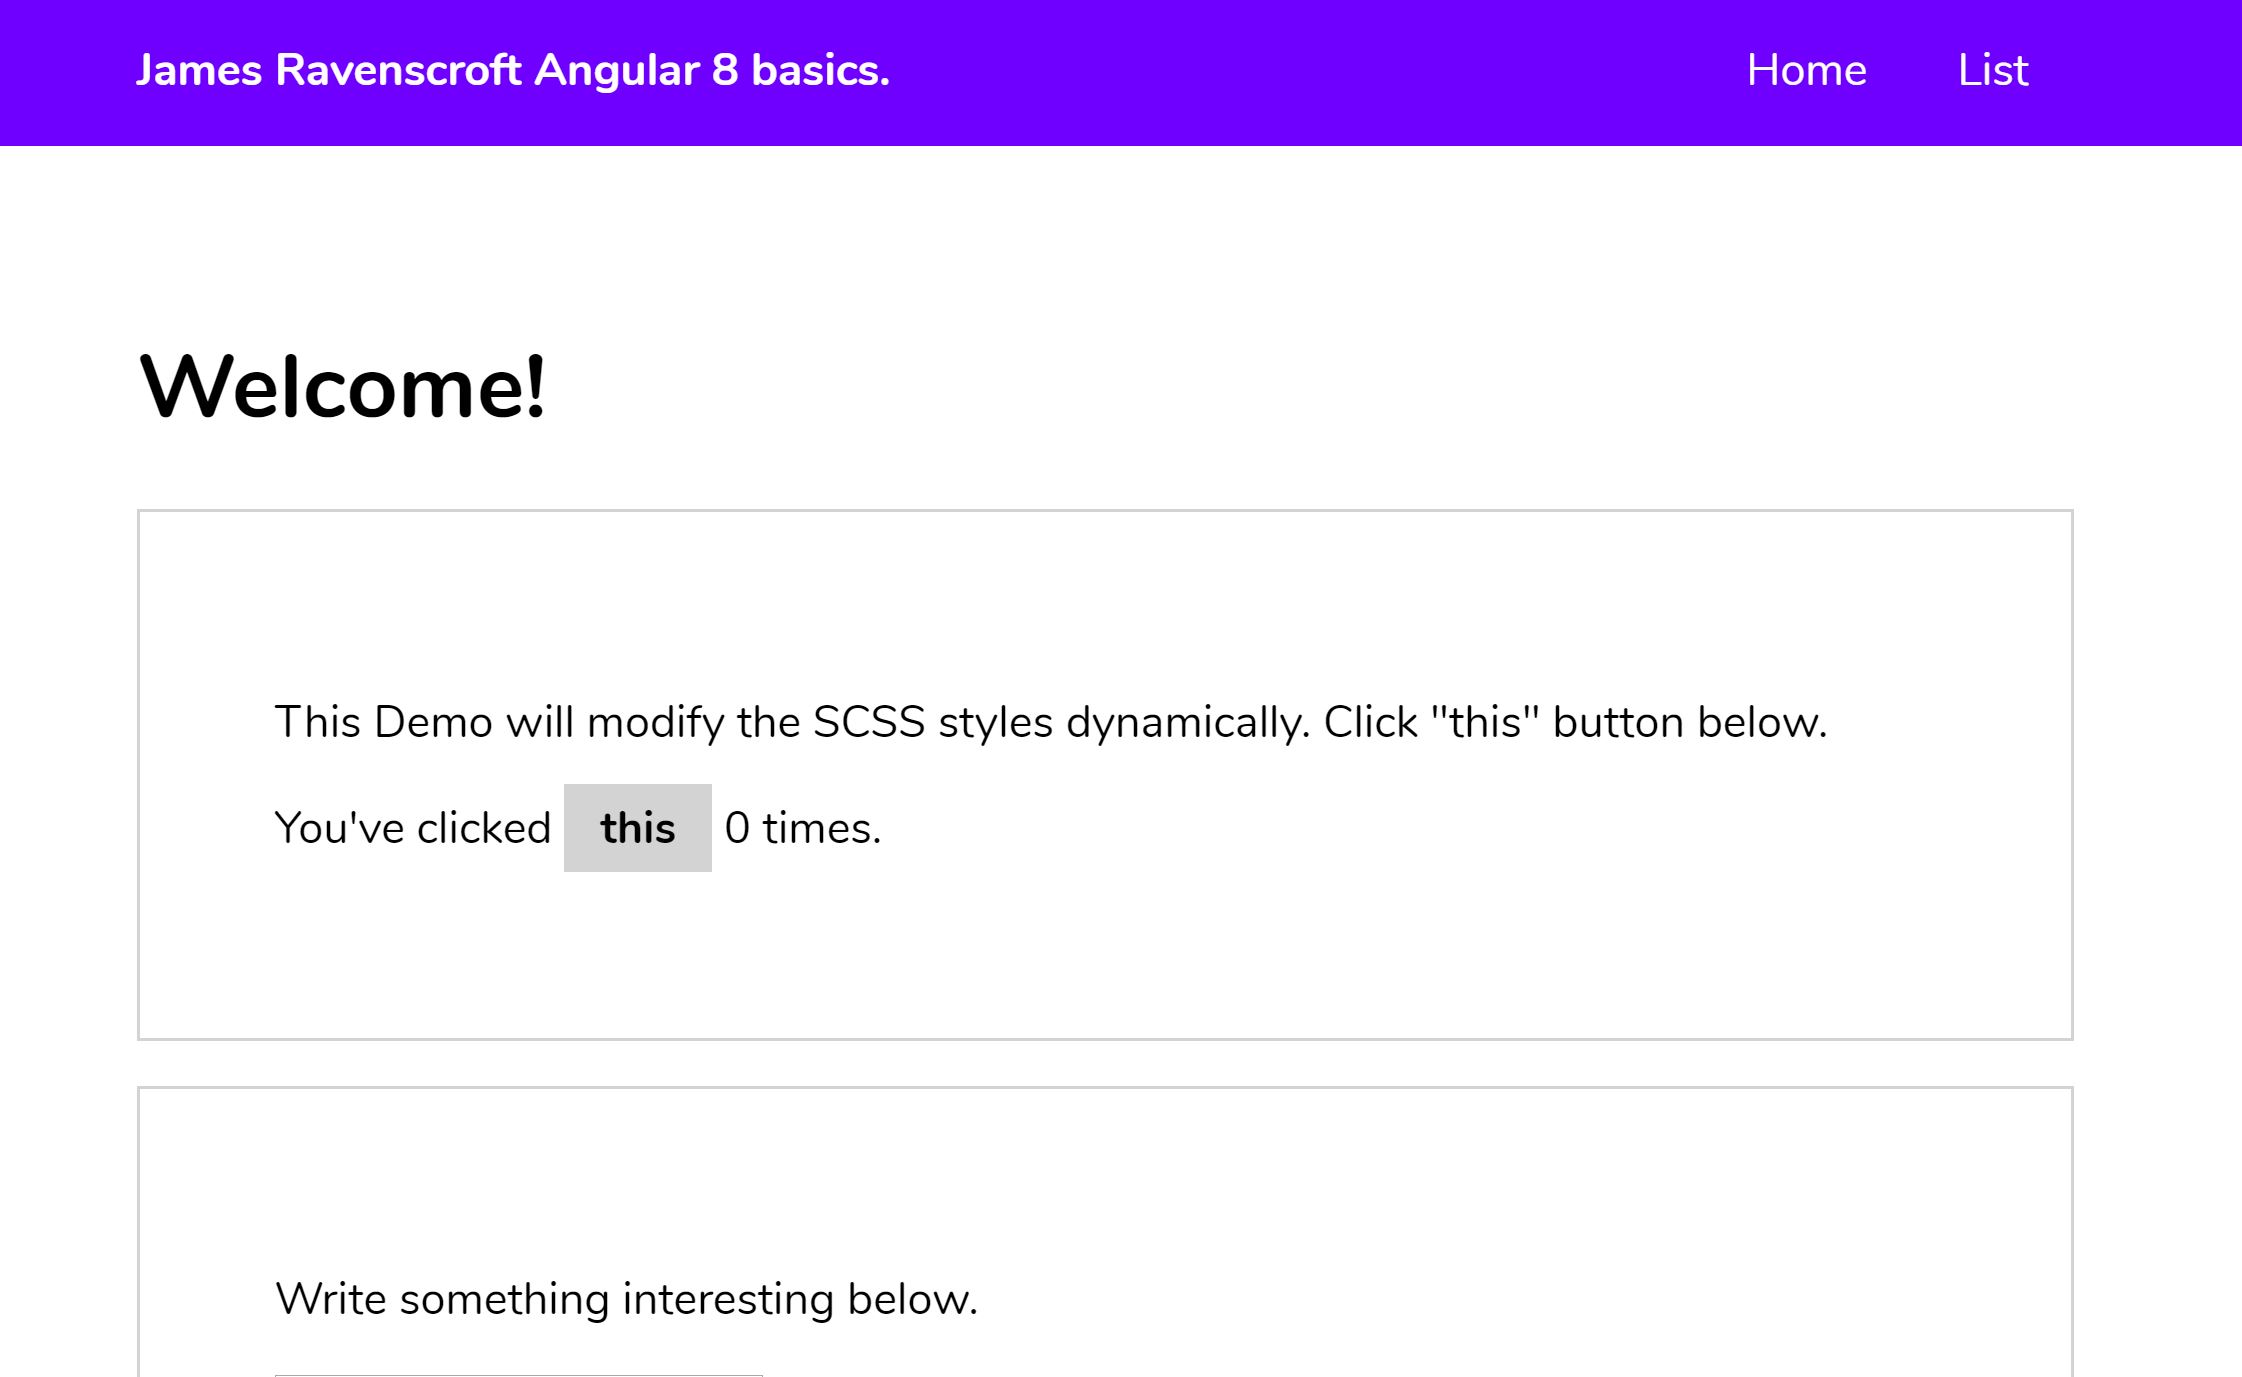 James Ravenscroft Angular 8 basics.
Home
List
Welcome!
This Demo will modify the SCSS styles dynamically. Click "this" button below.
You've clicked this 0 times.
Write something interesting below.